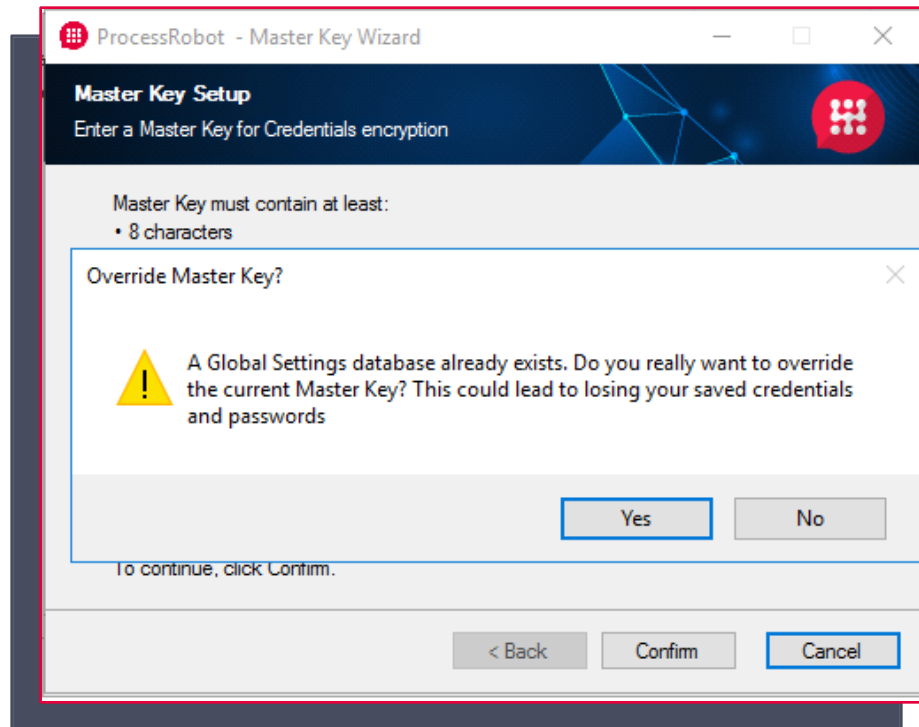 ProcessRobot - Master Key Wizard
Master Key Setup
Enter a Master Key for Credentials encryption
Master Key must contain at least:
• 8 characters
Override Master Key?
A Global Settings database already exists. Do you really want to override
the current Master Key? This could lead to losing your saved credentials
and passwords
Yes No
To continue, click Confirm.
< Back Confirm Cancel